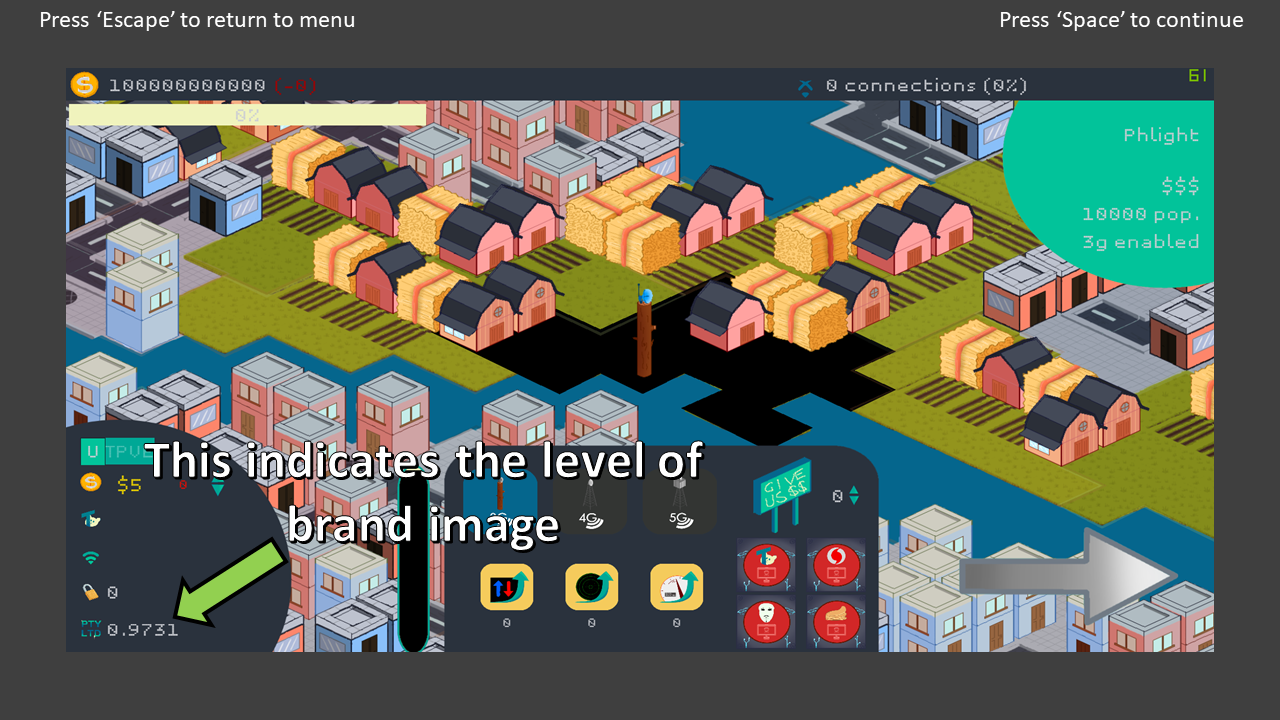 Press ‘Escape’ to return to menu
Press ‘Space’ to continue
100000000000 (-0)
0 connections (0%)
61
0%
Phlight
$$$
10000 pop.
3g enabled
U
This indicates the level of
brand image
$5
0
4G
5G
GIVE
US $$
0
0
PTY
LTD
0.9731
0
0
0